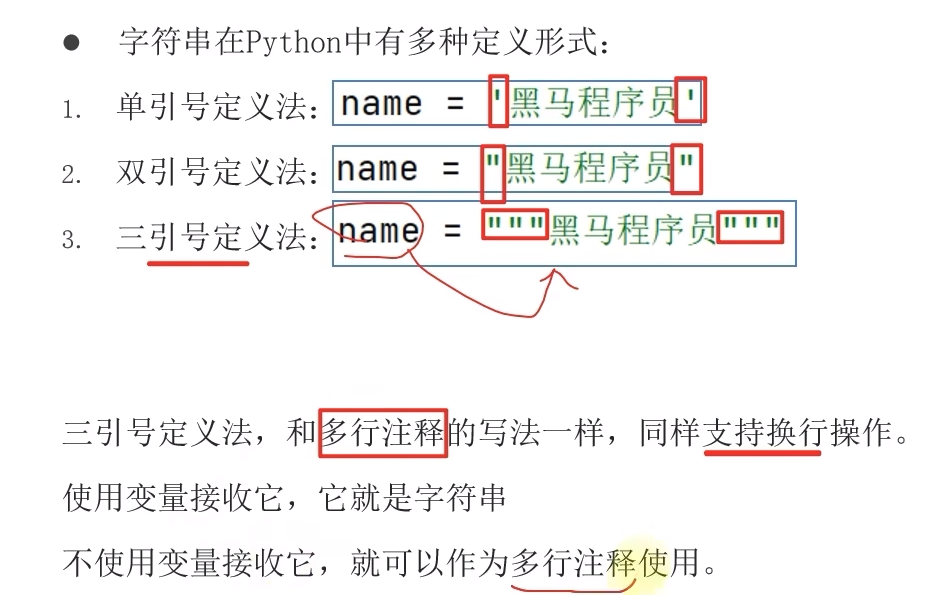 ● 字符串在Python中有多种定义形式：
1. 单引号定义法：name = '黑马程序员'
2. 双引号定义法：name = "黑马程序员"
3. 三引号定义法：name = """黑马程序员"""
三引号定义法，和多行注释的写法一样，同样支持换行操作。
使用变量接收它，它就是字符串
不使用变量接收它，就可以作为多行注释使用。